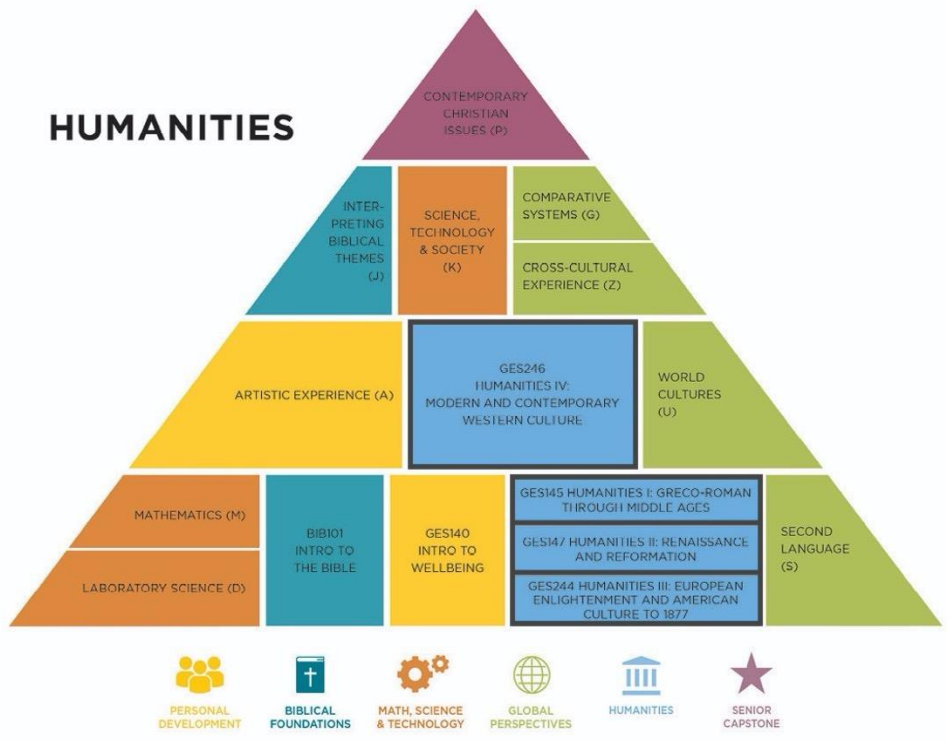 HUMANITIES
CONTEMPORARY
CHRISTIAN
ISSUES (P)
INTER-
PRETING
BIBLICAL
THEMES
(J)
SCIENCE,
TECHNOLOGY
& SOCIETY
(K)
COMPARATIVE
SYSTEMS (G)
CROSS-CULTURAL
EXPERIENCE (Z)
ARTISTIC EXPERIENCE (A)
GES246
HUMANITIES IV:
MODERN AND CONTEMPORARY
WESTERN CULTURE
WORLD
CULTURES
(U)
MATHEMATICS (M)
LABORATORY SCIENCE (D)
BIB101
INTRO TO
THE BIBLE
GES140
INTRO TO
WELLBEING
GES145 HUMANITIES I: GRECO-ROMAN
THROUGH MIDDLE AGES
GES147 HUMANITIES II: RENAISSANCE
AND REFORMATION
GES244 HUMANITIES III: EUROPEAN
ENLIGHTENMENT AND AMERICAN
CULTURE TO 1877
SECOND
LANGUAGE
(S)
PERSONAL
DEVELOPMENT
BIBLICAL
FOUNDATIONS
MATH, SCIENCE
& TECHNOLOGY
GLOBAL
PERSPECTIVES
HUMANITIES
SENIOR
CAPSTONE